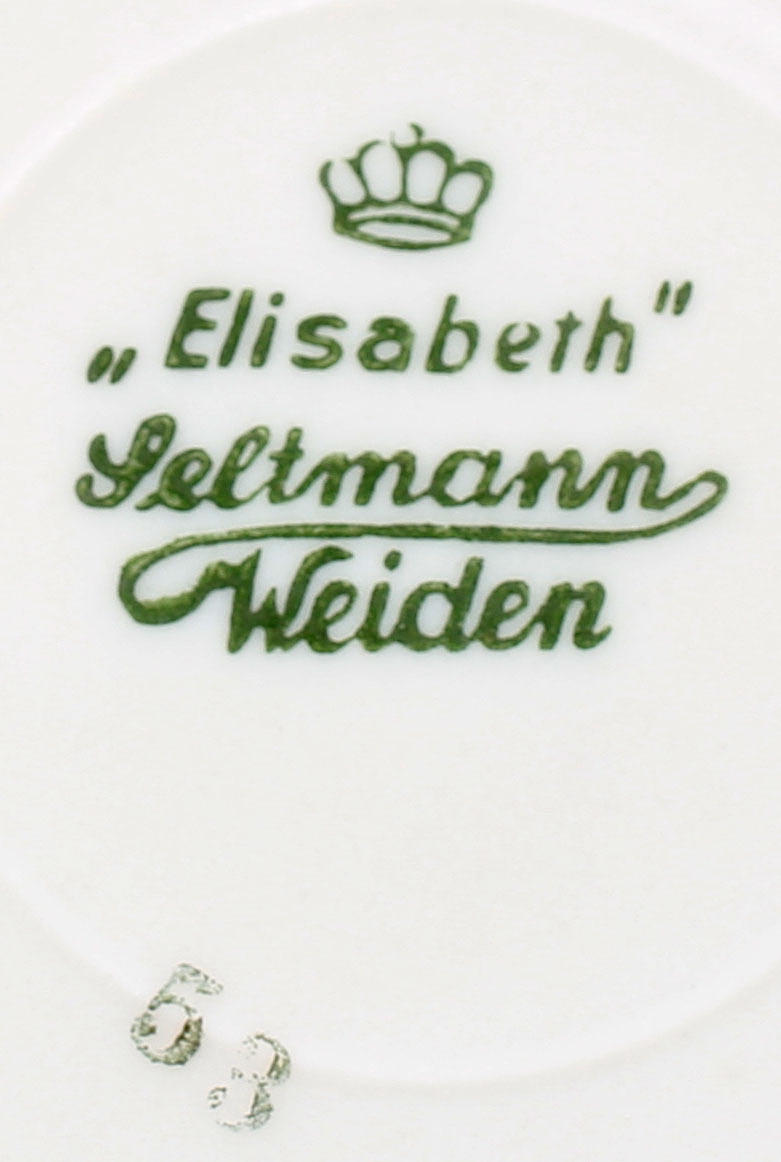 „Elisabeth"
Seltmann
Weiden
53